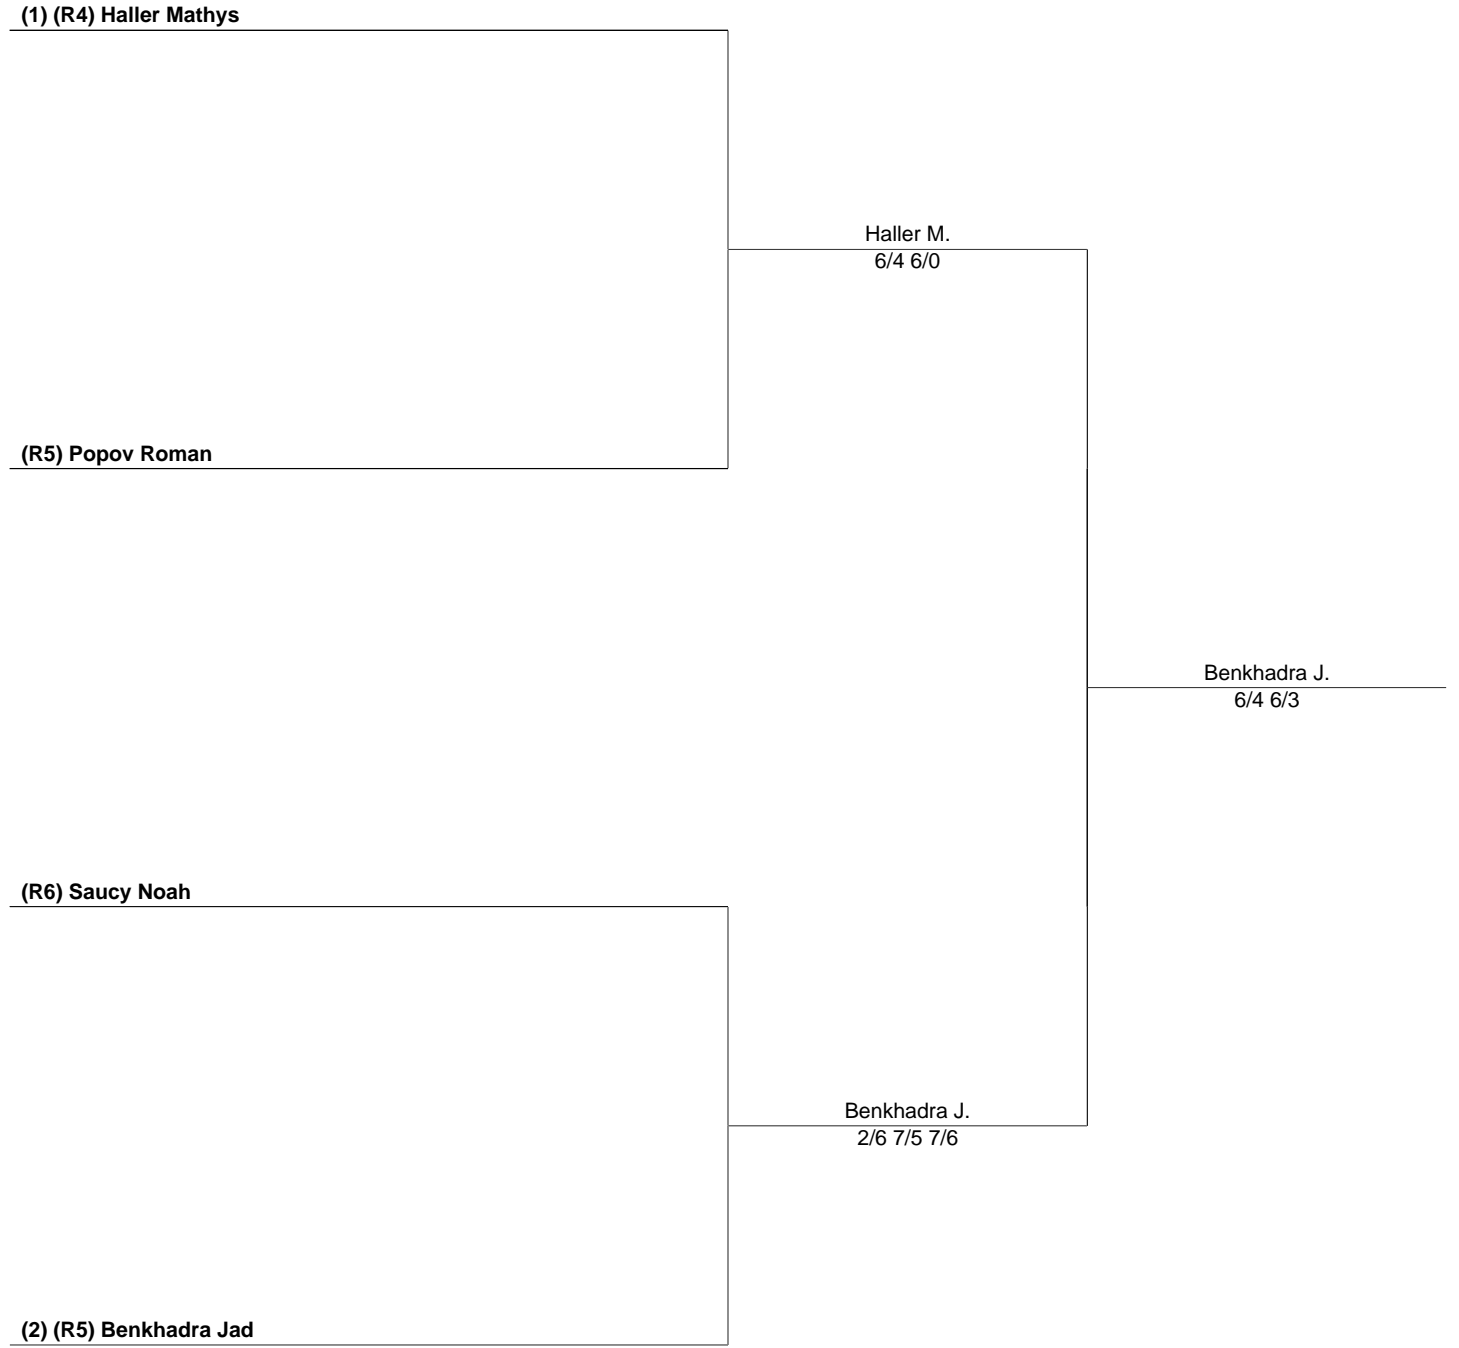 (1) (R4) Haller Mathys
Haller M.
6/4 6/0
(R5) Popov Roman
Benkhadra J.
6/4 6/3
(R6) Saucy Noah
Benkhadra J.
2/6 7/5 7/6
(2) (R5) Benkhadra Jad